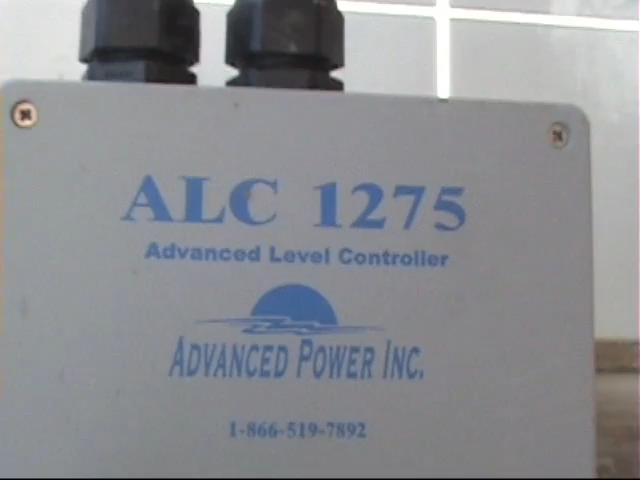 ALC 1275
Advanced Level Controller
ADVANCED POWER INC.
1-866-519-7892